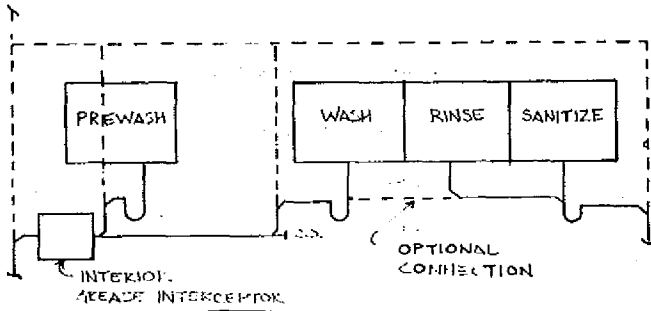 PREWASH
WASH
RINSE
SANITIZE
OPTIONAL
CONNECTION
INTERIOR
GREASE INTERCEPTOR